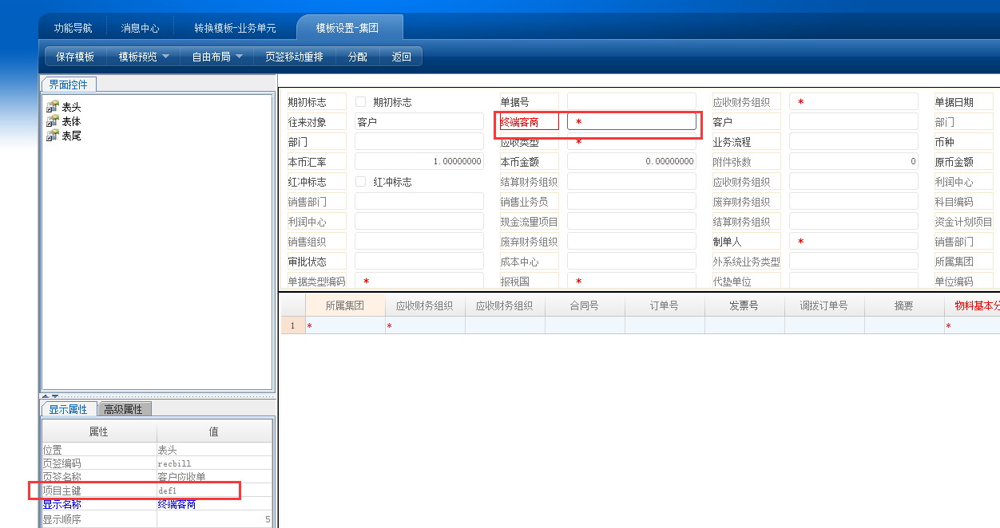 功能导航 消息中心 转换模板-业务单元 模板设置-集团
保存模板 模板预览 自由布局 页签移动重排 分配 返回
界面控件
表头
表体
表尾
期初标志 期初标志 单据号 应收财务组织 * 单据日期
往来对象 客户 终端客商 * 客户 部门
部门 应收类型 * 业务流程 币种
本币汇率 1.00000000 本币金额 0.00000000 附件张数 0 原币金额
红冲标志 红冲标志 结算财务组织 应收财务组织 利润中心
销售部门 销售业务员 废弃财务组织 科目编码
利润中心 现金流量项目 结算财务组织 资金计划项目
销售组织 废弃财务组织 制单人 * 销售部门
审批状态 成本中心 外系统业务类型 所属集团
单据类型编码 * 报税国 * 代垫单位 单位编码
所属集团 应收财务组织 应收财务组织 合同号 订单号 发票号 调拨订单号 摘要 物料基本分
1 * * *
显示属性 高级属性
属性 值
位置 表头
页签编码 recbill
页签名称 客户应收单
项目主键 def1
显示名称 终端客商
显示顺序 5